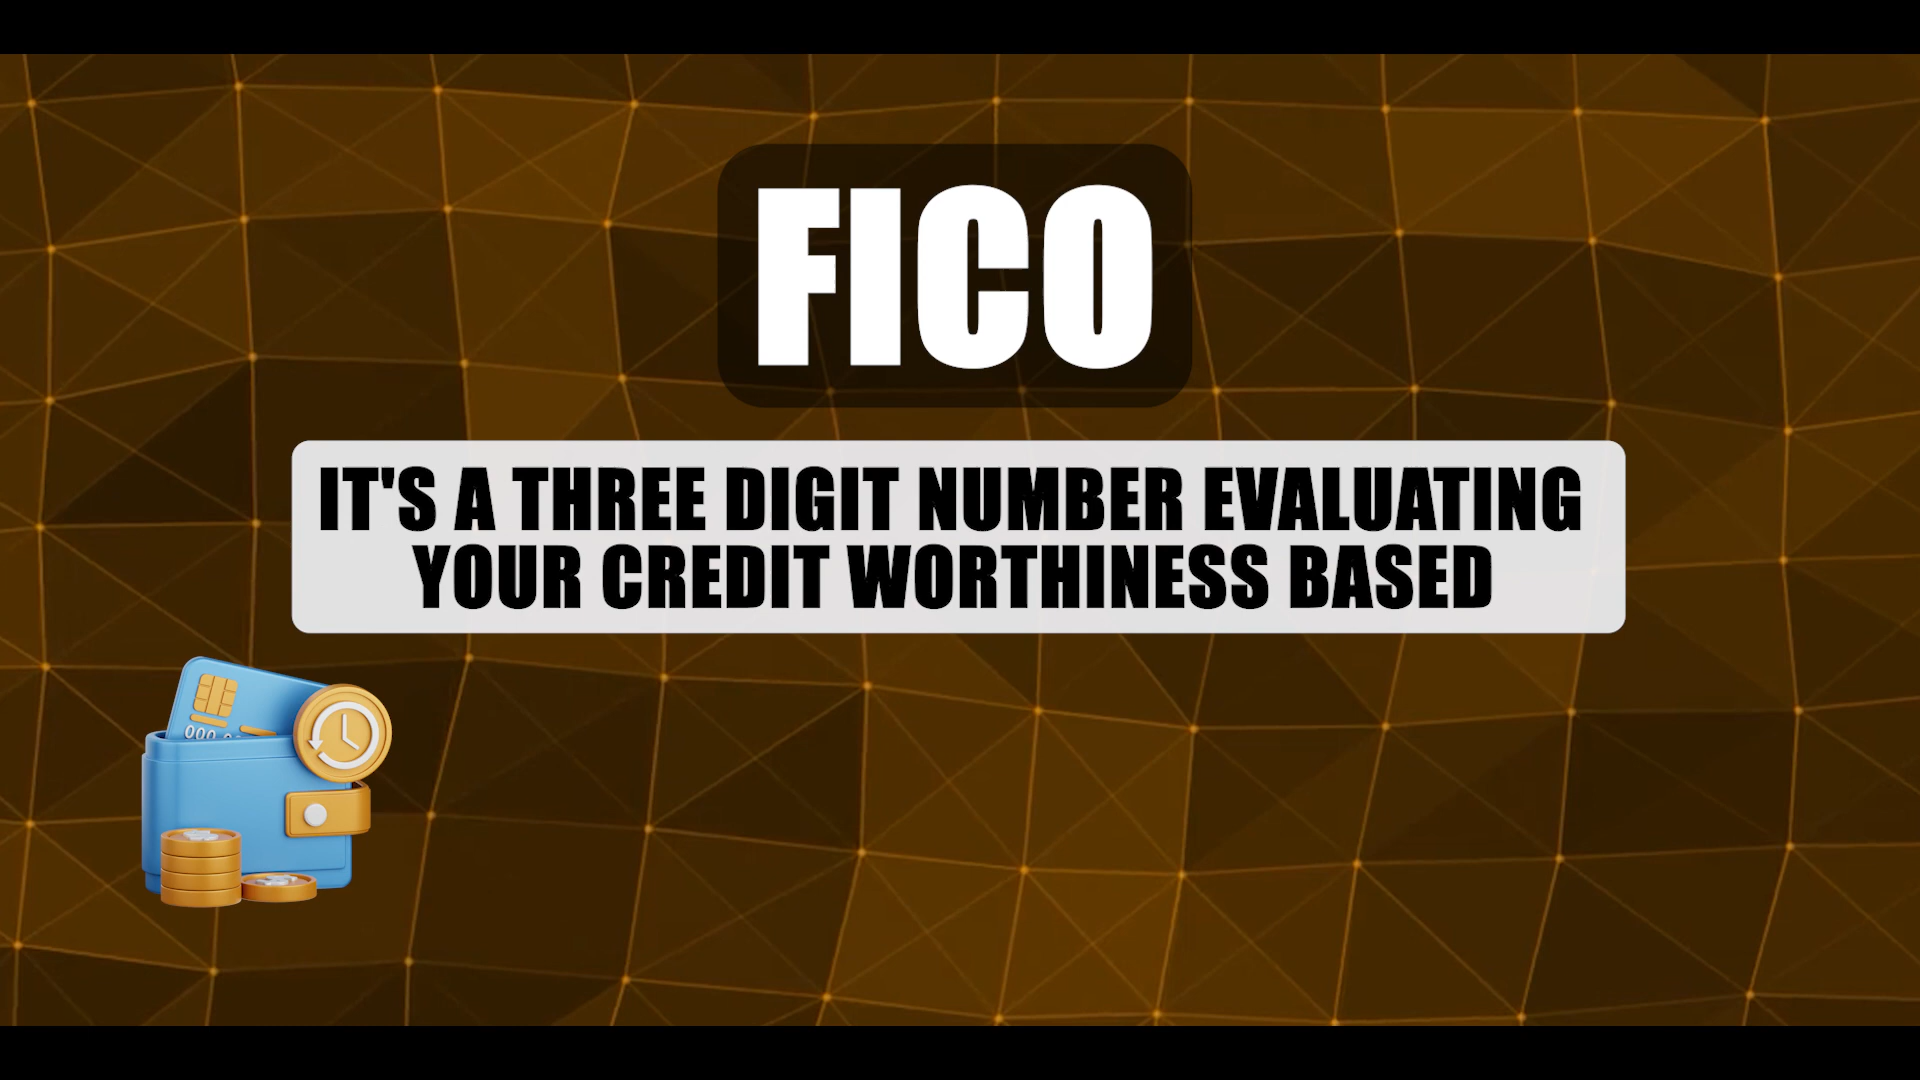 FICO
IT'S A THREE DIGIT NUMBER EVALUATING
YOUR CREDIT WORTHINESS BASED